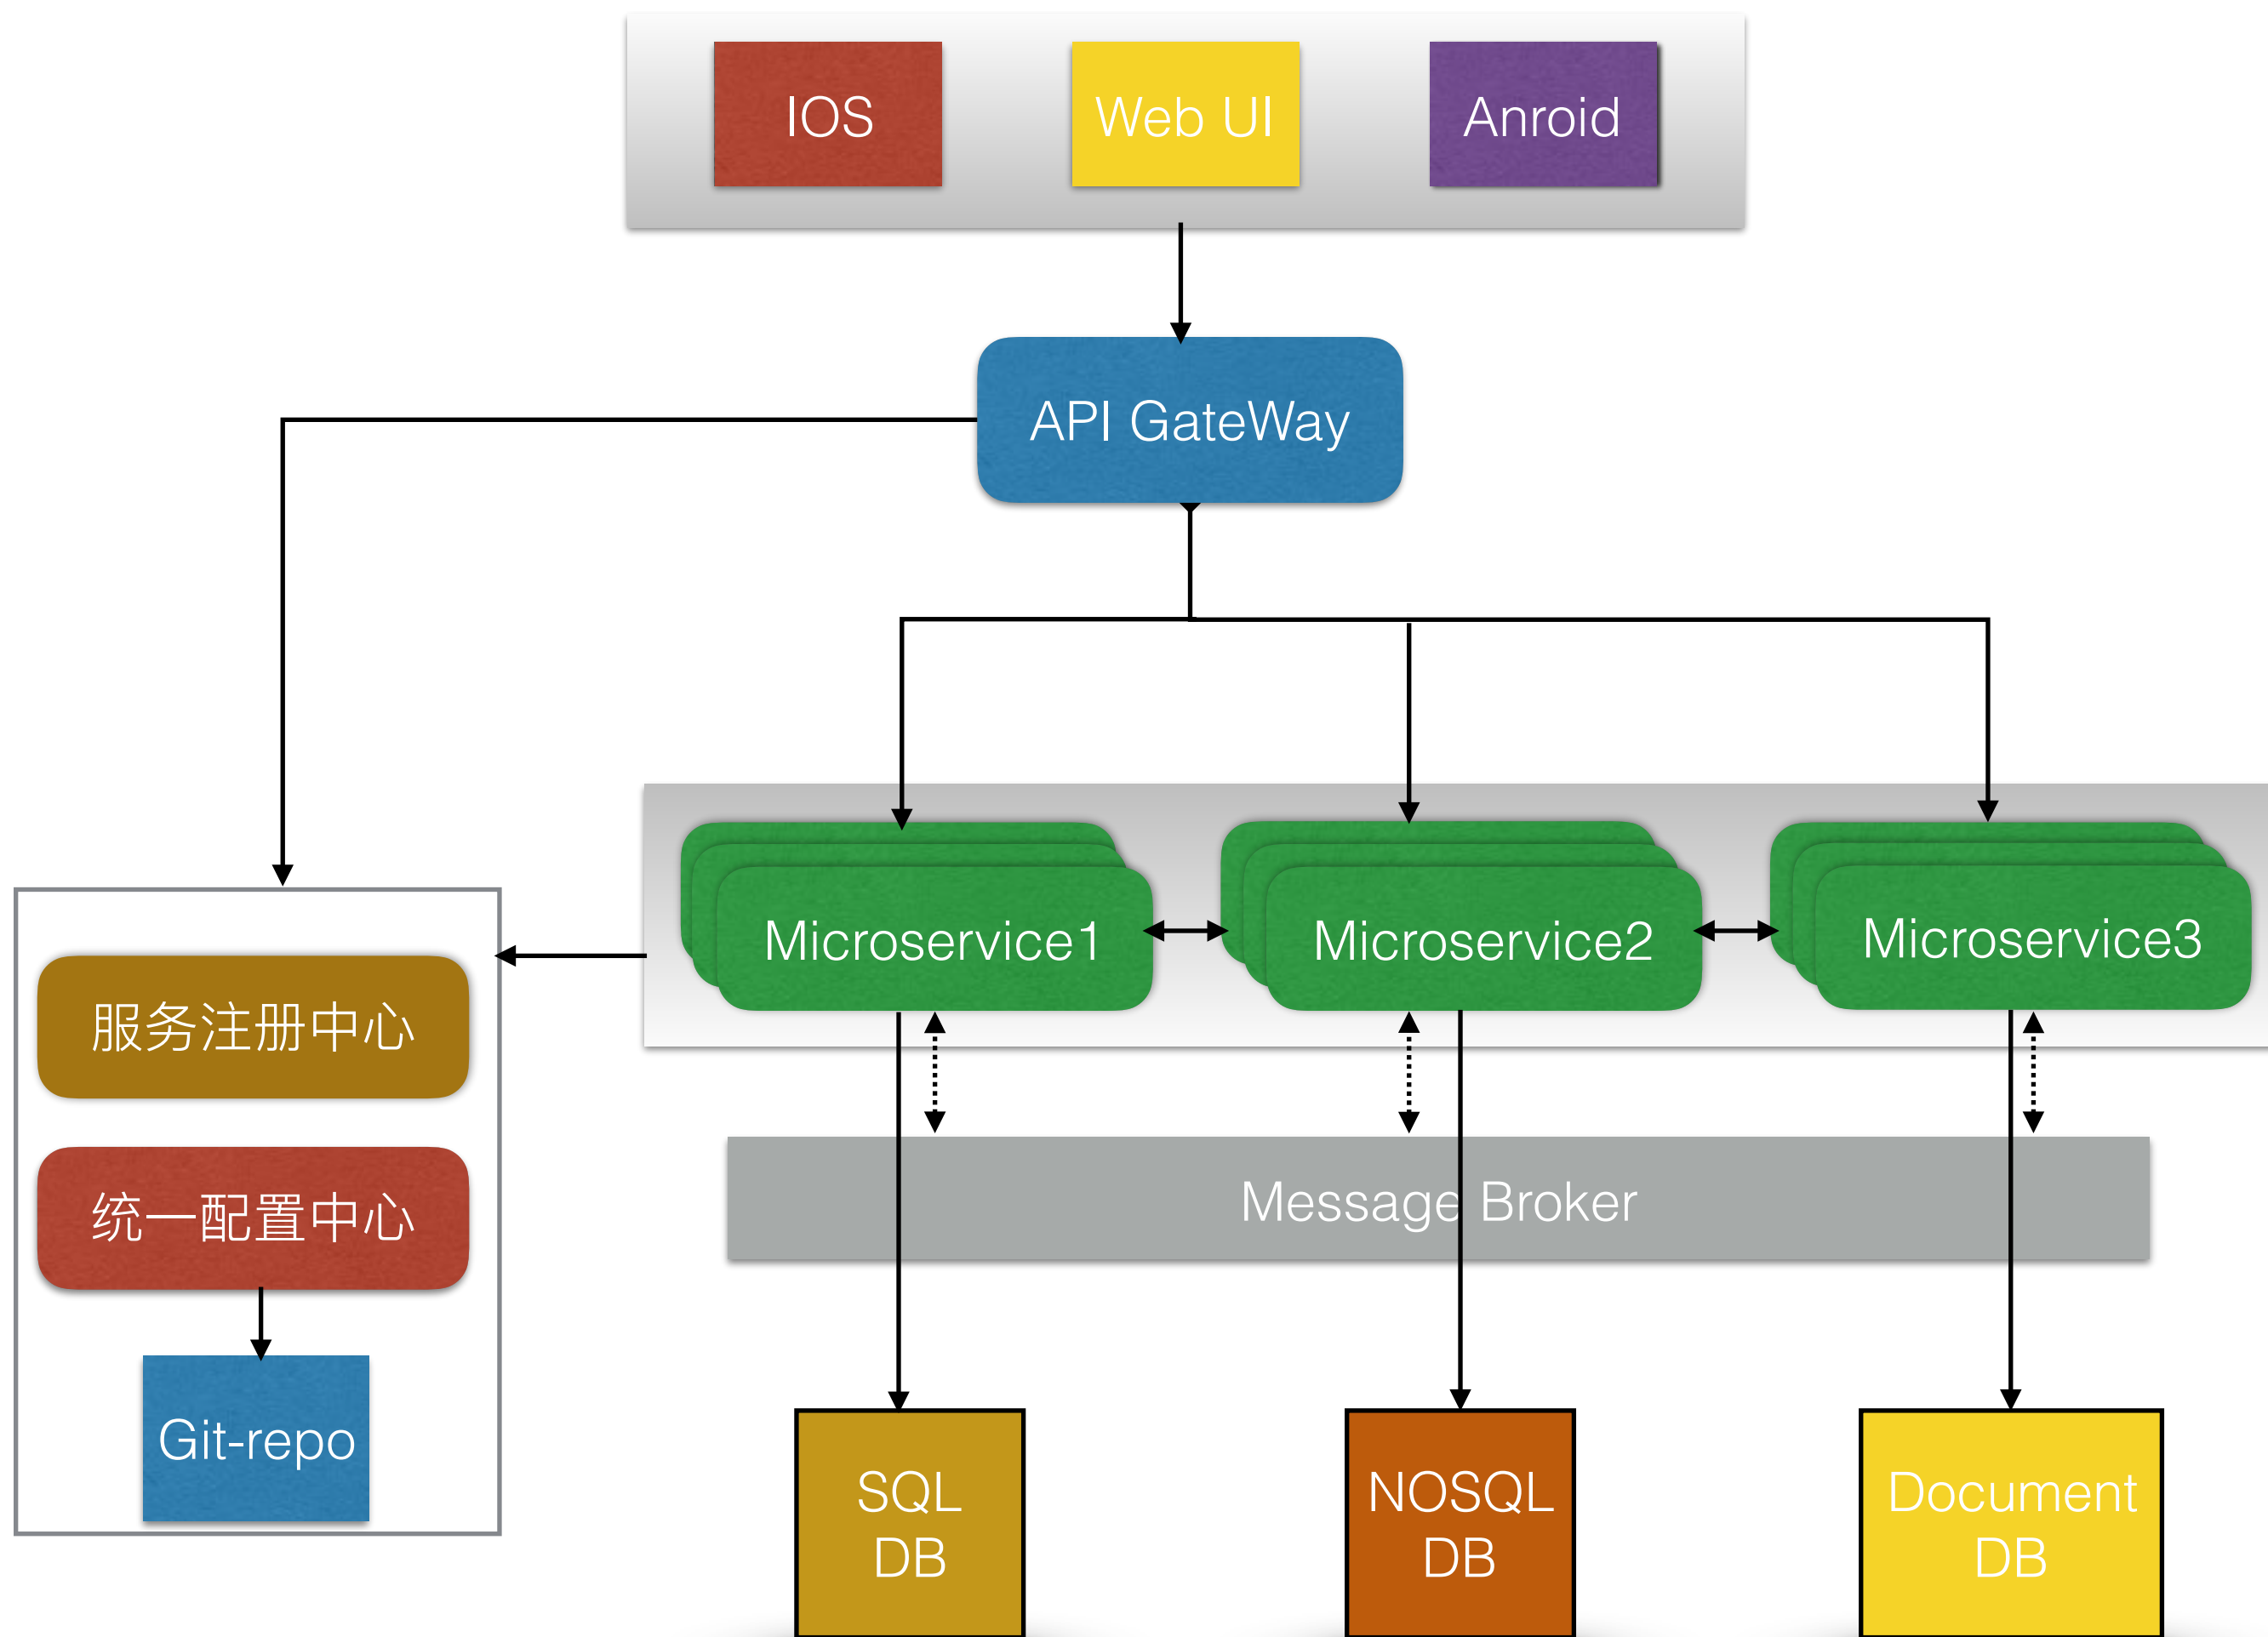 IOS
Web UI
Anroid
API GateWay
Microservice1
Microservice2
Microservice3
服务注册中心
统一配置中心
Message Broker
Git-repo
SQL
DB
NOSQL
DB
Document
DB